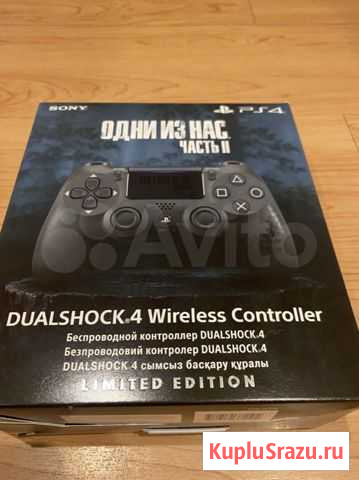 SONY
PS4
ОДНИ ИЗ НАС
ЧАСТЬ II
Avito
DUALSHOCK.4 Wireless Controller
Беспроводной контроллер DUALSHOCK.4
Безпроводовий контролер DUALSHOCK.4
DUALSHOCK.4 сымсыз басқару құралы
LIMITED EDITION
KupluSrazu.ru